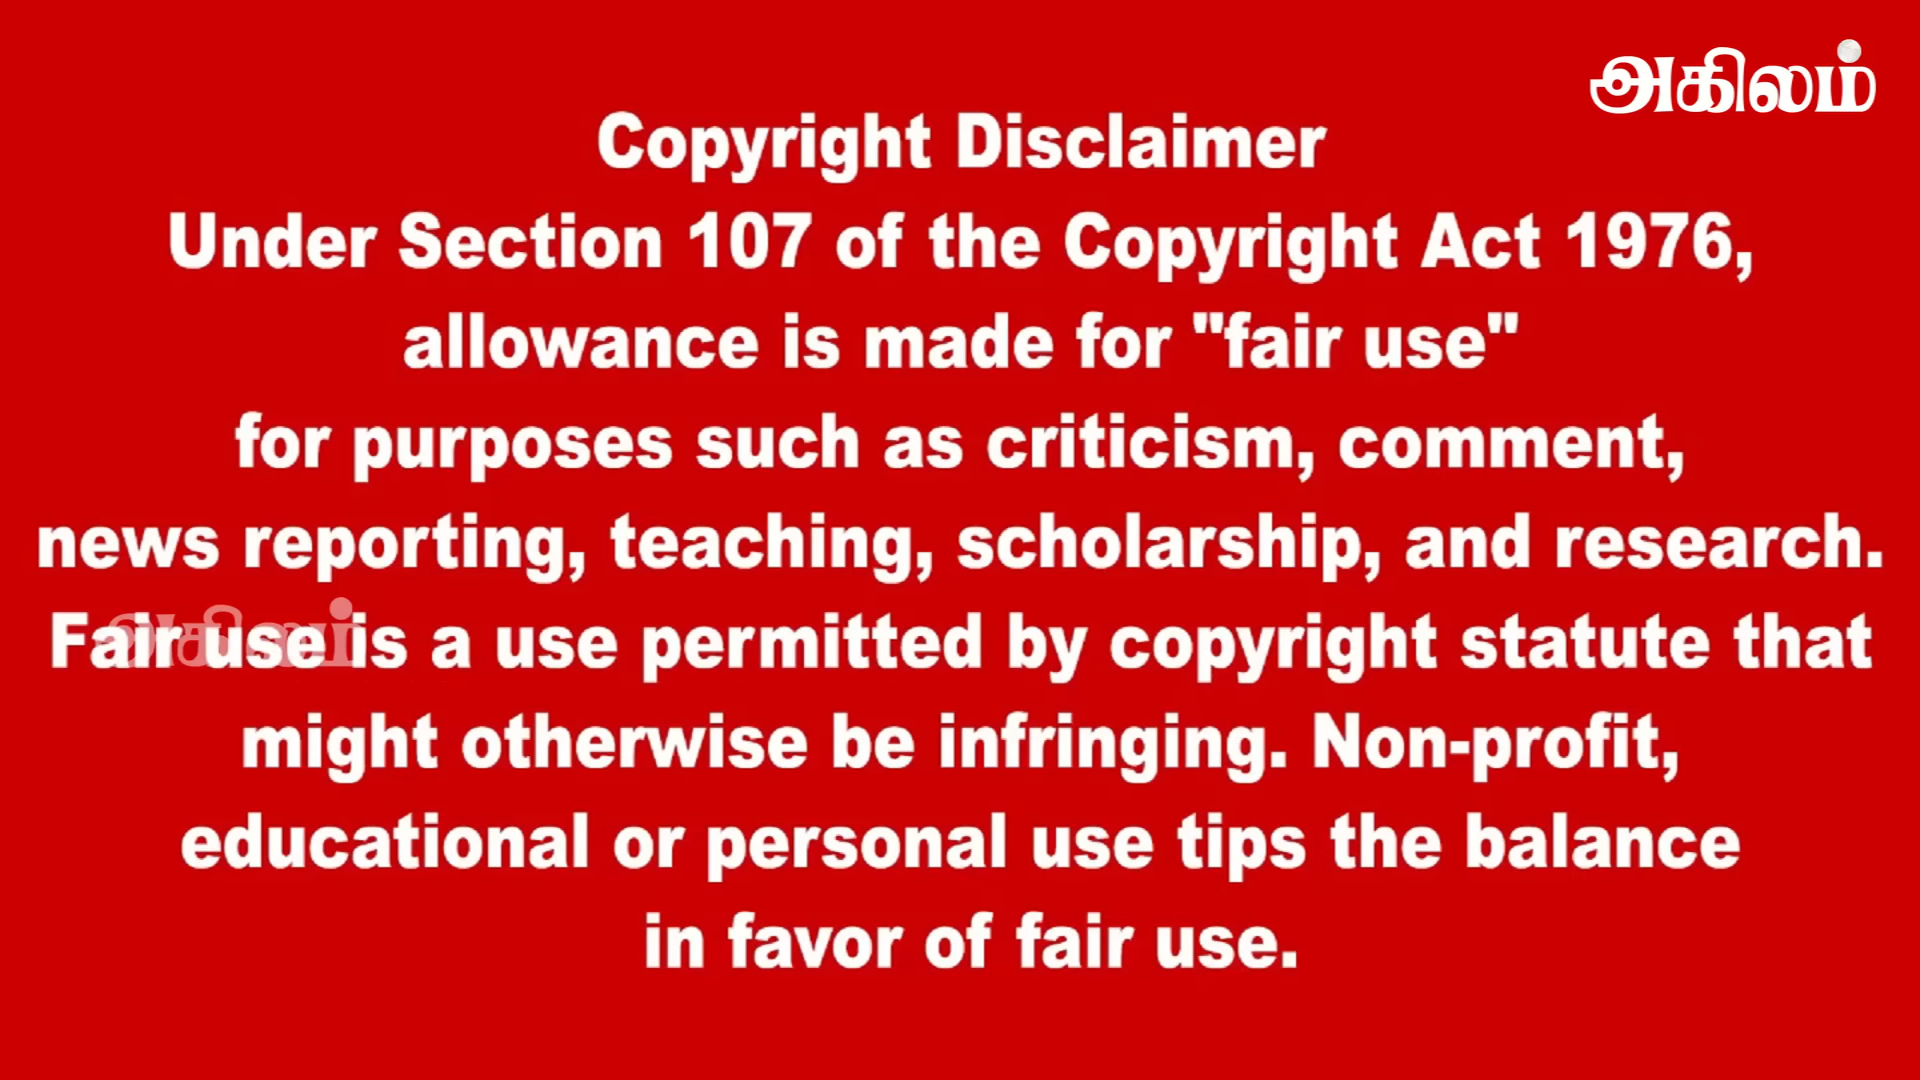 அகிலம்
Copyright Disclaimer
Under Section 107 of the Copyright Act 1976,
allowance is made for "fair use"
for purposes such as criticism, comment,
news reporting, teaching, scholarship, and research.
Fair use is a use permitted by copyright statute that
அகிலம்
might otherwise be infringing. Non-profit,
educational or personal use tips the balance
in favor of fair use.